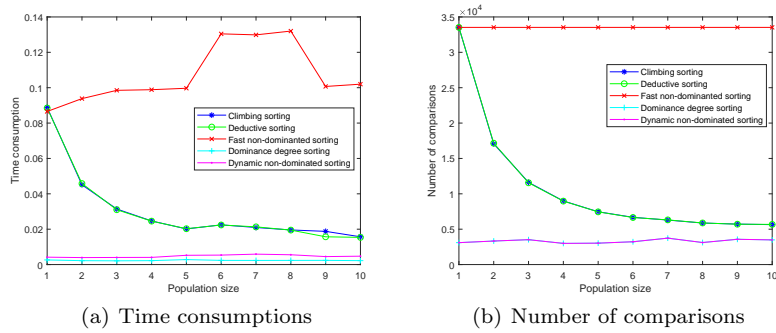 0.14
0.12
0.1
0.08
0.06
0.04
0.02
0
Time consumption
1 2 3 4 5 6 7 8 9 10
Population size
Climbing sorting
Deductive sorting
Fast non-dominanted sorting
Dominance degree sorting
Dynamic non-dominated sorting
(a) Time consumptions
×10⁴
3.5
3
2.5
2
1.5
1
0.5
0
Number of comparisons
1 2 3 4 5 6 7 8 9 10
Population size
Climbing sorting
Deductive sorting
Fast non-dominated sorting
Dominance degree sorting
Dynamic non-dominated sorting
(b) Number of comparisons